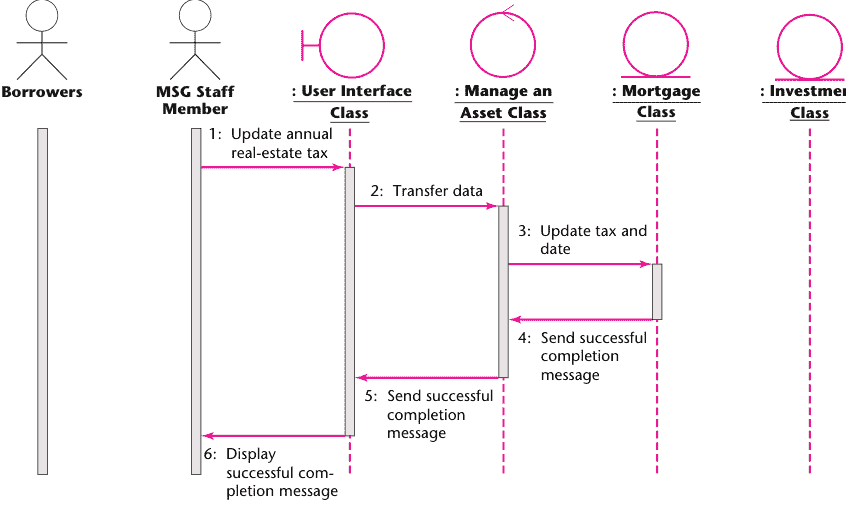 Borrowers
MSG Staff
Member
: User Interface
Class
: Manage an
Asset Class
: Mortgage
Class
: Investmen
Class
1: Update annual
real-estate tax
2: Transfer data
3: Update tax and
date
4: Send successful
completion
message
5: Send successful
completion
message
6: Display
successful com-
pletion message